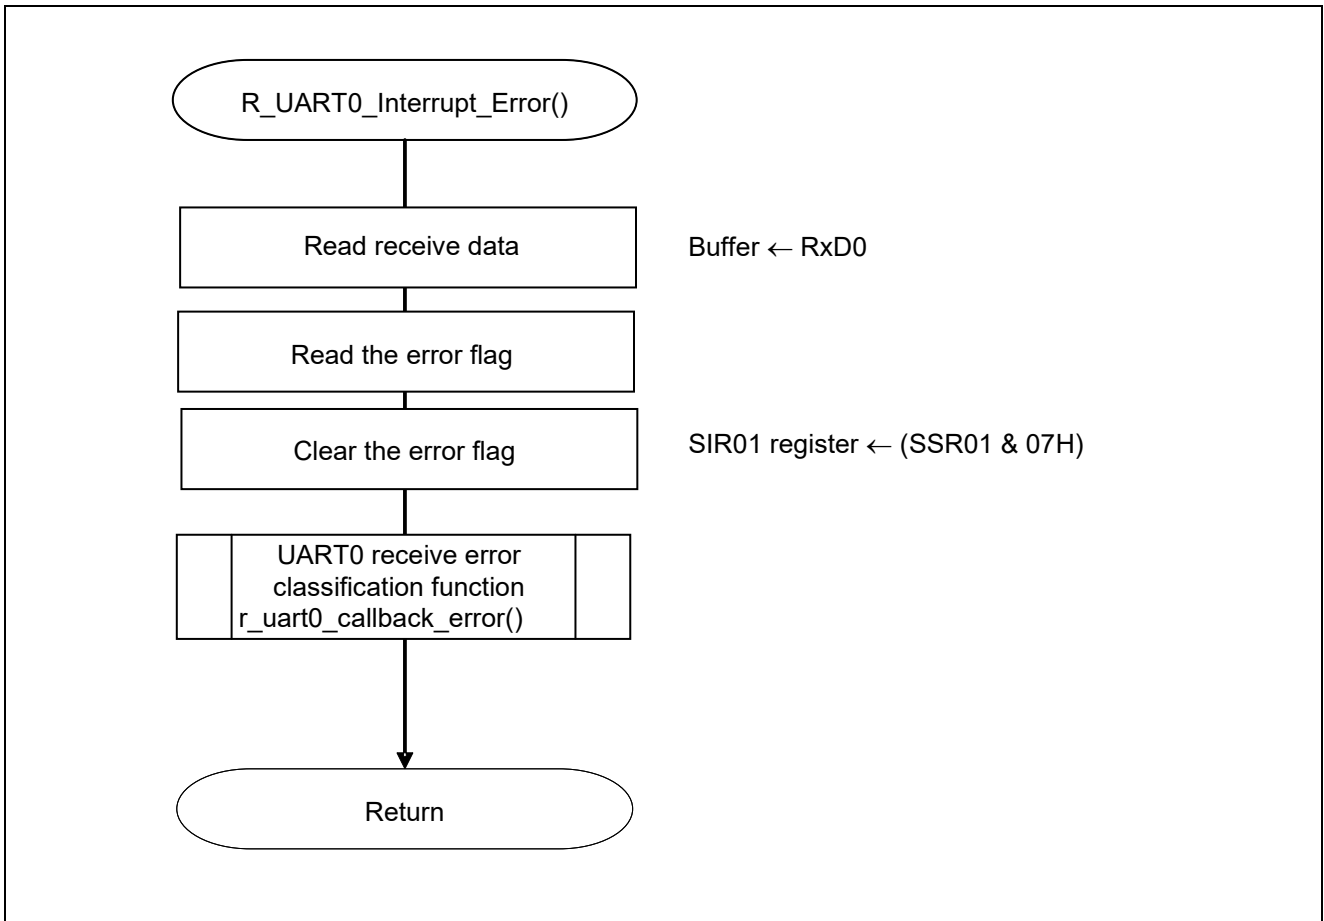 R_UART0_Interrupt_Error()
Read receive data
Buffer ← RxD0
Read the error flag
Clear the error flag
SIR01 register ← (SSR01 & 07H)
UART0 receive error
classification function
r_uart0_callback_error()
Return